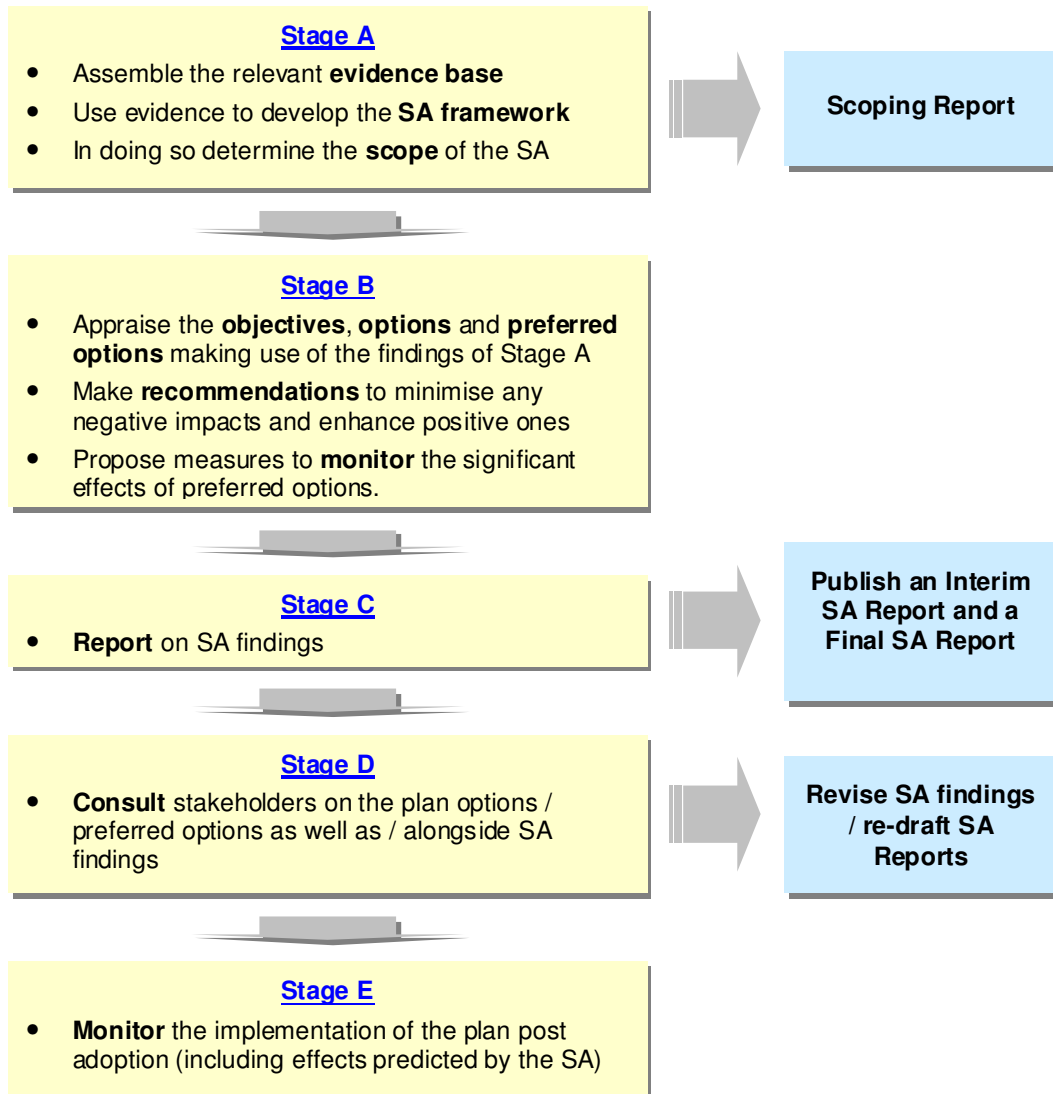 Stage A
• Assemble the relevant evidence base
• Use evidence to develop the SA framework
• In doing so determine the scope of the SA
Scoping Report
Stage B
• Appraise the objectives, options and preferred
options making use of the findings of Stage A
• Make recommendations to minimise any
negative impacts and enhance positive ones
• Propose measures to monitor the significant
effects of preferred options.
Stage C
• Report on SA findings
Publish an Interim
SA Report and a
Final SA Report
Stage D
• Consult stakeholders on the plan options /
preferred options as well as / alongside SA
findings
Revise SA findings
/ re-draft SA
Reports
Stage E
• Monitor the implementation of the plan post
adoption (including effects predicted by the SA)